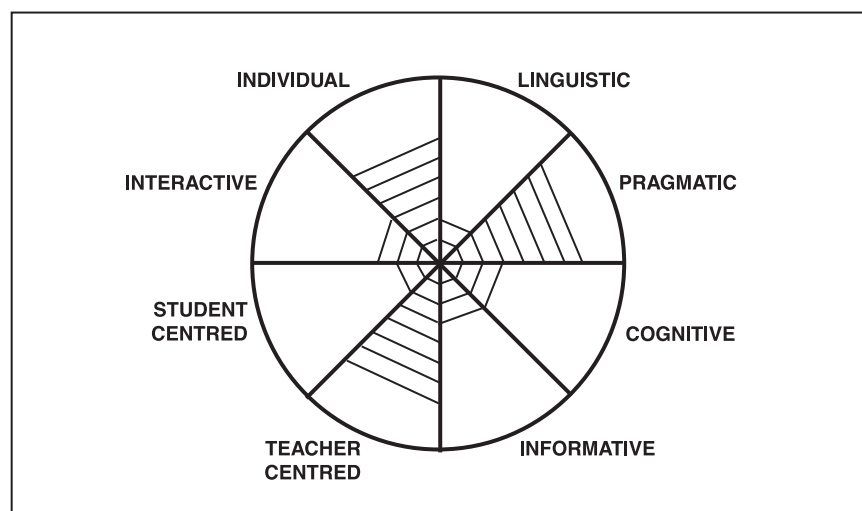 INDIVIDUAL
LINGUISTIC
INTERACTIVE
PRAGMATIC
STUDENT
CENTRED
COGNITIVE
TEACHER
CENTRED
INFORMATIVE